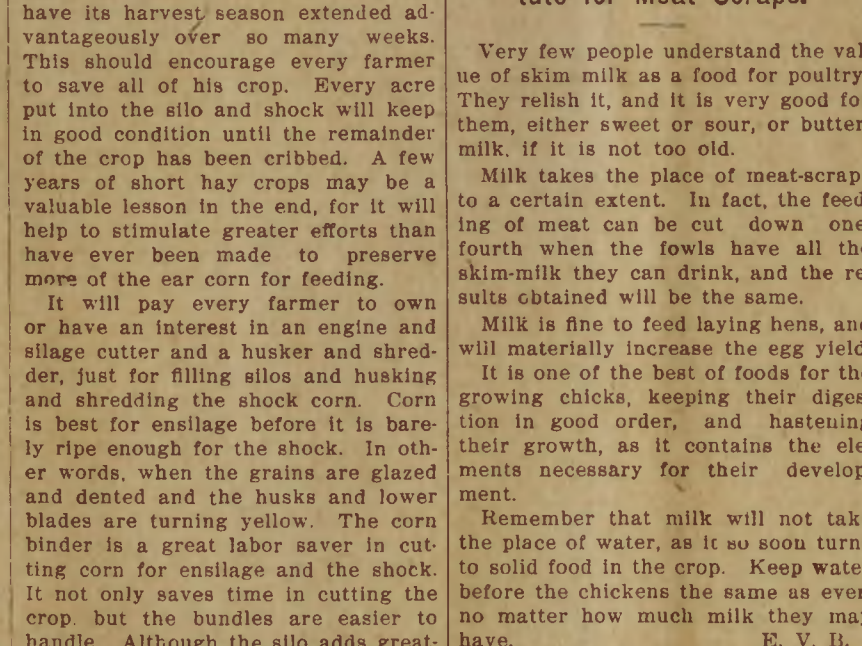 have its harvest season extended ad-
vantageously over so many weeks.
This should encourage every farmer
to save all of his crop. Every acre
put into the silo and shock will keep
in good condition until the remainder
of the crop has been cribbed. A few
years of short hay crops may be a
valuable lesson in the end, for it will
help to stimulate greater efforts than
have ever been made to preserve
more of the ear corn for feeding.
It will pay every farmer to own
or have an interest in an engine and
silage cutter and a husker and shred-
der, just for filling silos and husking
and shredding the shock corn. Corn
is best for ensilage before it is bare-
ly ripe enough for the shock. In oth-
er words, when the grains are glazed
and dented and the husks and lower
blades are turning yellow. The corn
binder is a great labor saver in cut-
ting corn for ensilage and the shock.
It not only saves time in cutting the
crop. but the bundles are easier to
handle. Although the silo adds great-
tute for Meat Scraps.
Very few people understand the val
ue of skim milk as a food for poultry
They relish it, and it is very good fo
them, either sweet or sour, or butter
milk. if it is not too old.
Milk takes the place of meat-scrap
to a certain extent. In fact, the feed
ing of meat can be cut down one
fourth when the fowls have all th
skim-milk they can drink, and the re
sults obtained will be the same.
Milk is fine to feed laying hens, and
will materially increase the egg yield
It is one of the best of foods for th
growing chicks, keeping their diges
tion in good order, and hastening
their growth, as it contains the ele
ments necessary for their develop
ment.
Remember that milk will not tak
the place of water, as it so soon turn
to solid food in the crop. Keep wate
before the chickens the same as ever
no matter how much milk they may
have. E. V. B.